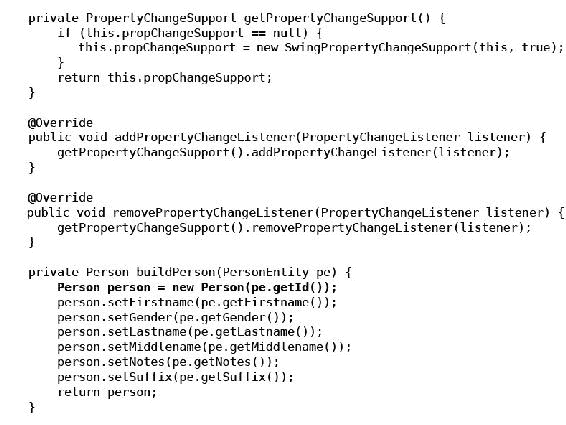 private PropertyChangeSupport getPropertyChangeSupport() {
if (this.propChangeSupport == null) {
this.propChangeSupport = new SwingPropertyChangeSupport(this, true);
}
return this.propChangeSupport;
}
@Override
public void addPropertyChangeListener(PropertyChangeListener listener) {
getPropertyChangeSupport().addPropertyChangeListener(listener);
}
@Override
public void removePropertyChangeListener(PropertyChangeListener listener) {
getPropertyChangeSupport().removePropertyChangeListener(listener);
}
private Person buildPerson(PersonEntity pe) {
Person person = new Person(pe.getId());
person.setFirstname(pe.getFirstname());
person.setGender(pe.getGender());
person.setLastname(pe.getLastname());
person.setMiddlename(pe.getMiddlename());
person.setNotes(pe.getNotes());
person.setSuffix(pe.getSuffix());
return person;
}